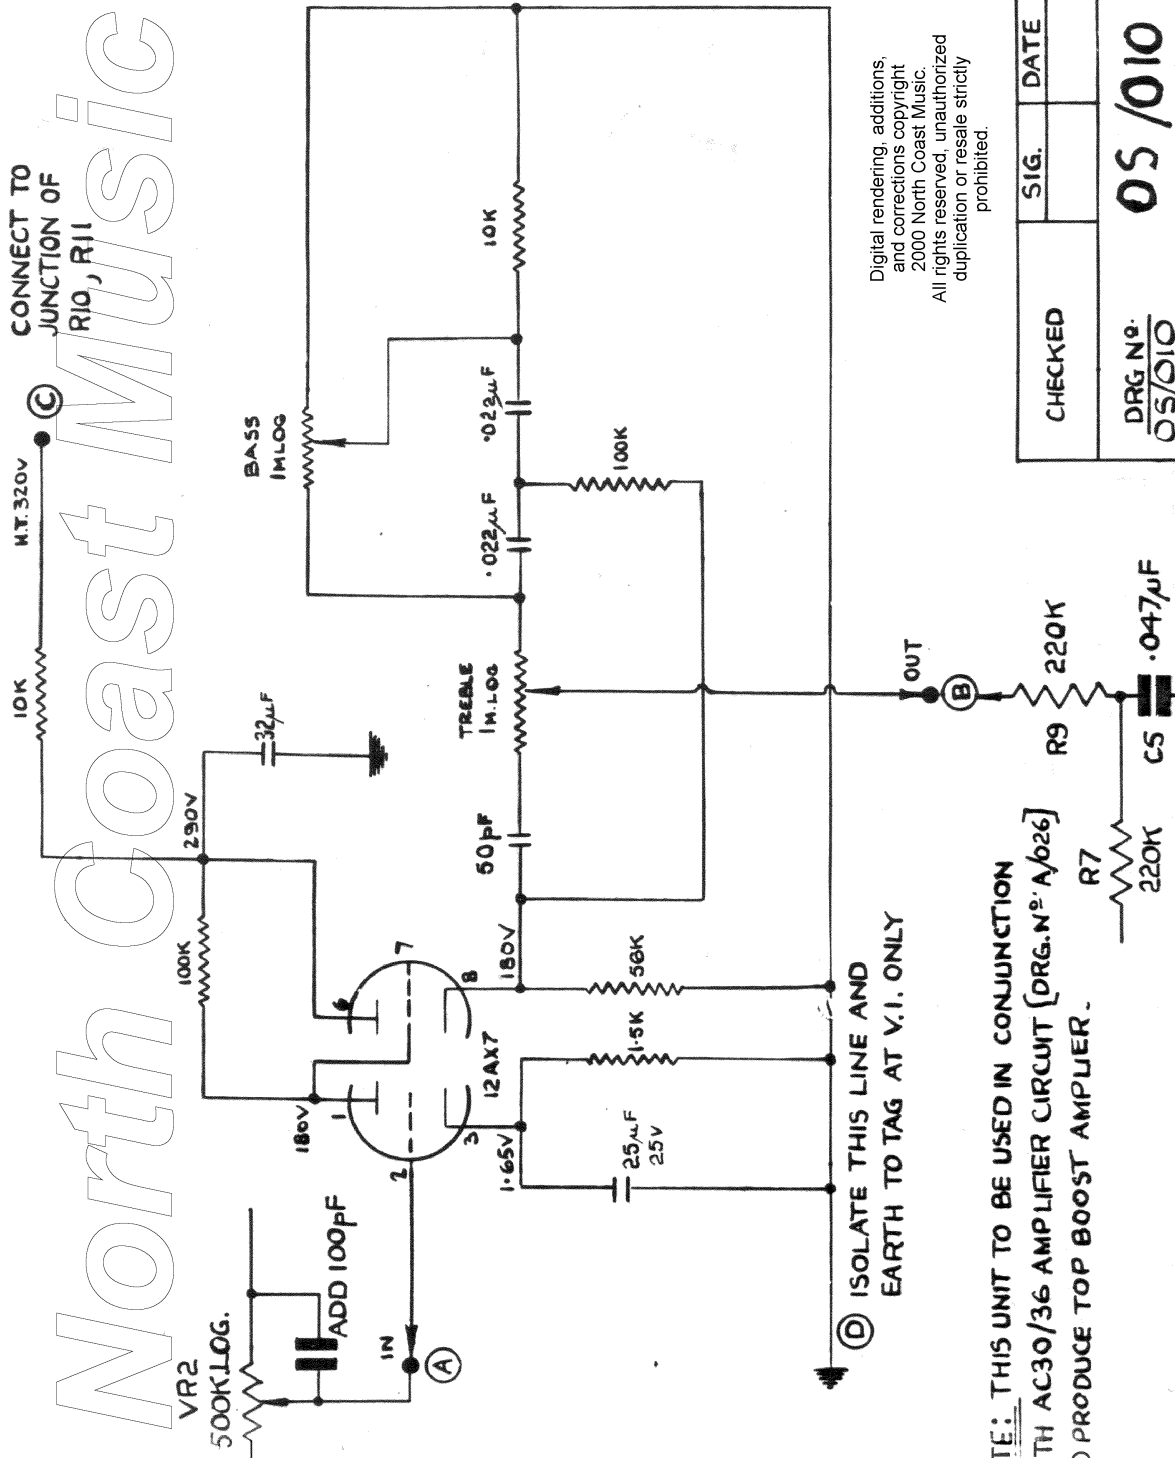 North Coast Music
CONNECT TO
JUNCTION OF
R10, R11
C
H.T. 320V
10K
BASS
1MLOG
10K
.022µF
.022µF
100K
TREBLE
1M.LOG
32µF
290V
50pF
100K
180V
180V
1
2
3
6
7
8
12AX7
1.65V
56K
1.5K
25µF
25V
VR2
500K.LOG.
ADD 100pF
IN
A
OUT
B
R9
220K
R7
220K
C5
.047µF
D
ISOLATE THIS LINE AND
EARTH TO TAG AT V.1. ONLY
TE: THIS UNIT TO BE USED IN CONJUNCTION
TH AC30/36 AMPLIFIER CIRCUIT [DRG.Nº A/026]
O PRODUCE TOP BOOST AMPLIER.
Digital rendering, additions,
and corrections copyright
2000 North Coast Music.
All rights reserved, unauthorized
duplication or resale strictly
prohibited.
CHECKED
SIG.
DATE
DRG Nº.
OS/010
OS/010